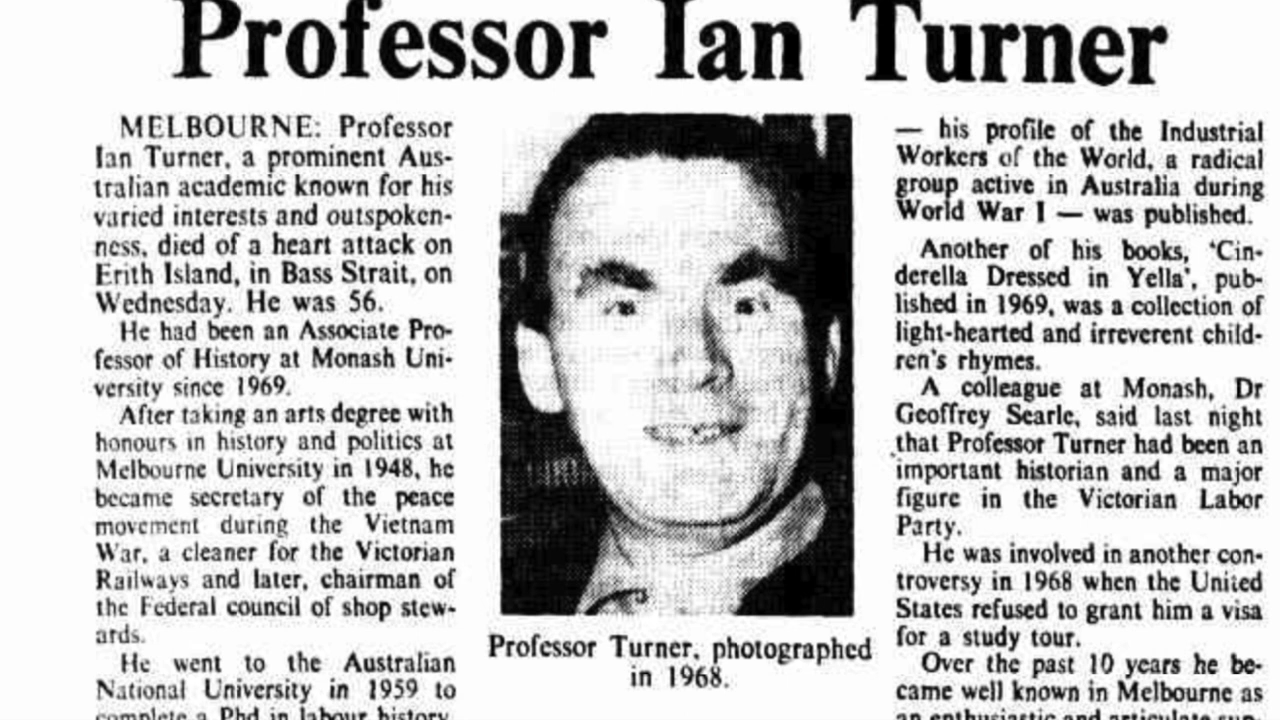 Professor Ian Turner
MELBOURNE: Professor
Ian Turner, a prominent Aus-
tralian academic known for his
varied interests and outspoken-
ness, died of a heart attack on
Erith Island, in Bass Strait, on
Wednesday. He was 56.
He had been an Associate Pro-
fessor of History at Monash Uni-
versity since 1969.
After taking an arts degree with
honours in history and politics at
Melbourne University in 1948, he
became secretary of the peace
movement during the Vietnam
War, a cleaner for the Victorian
Railways and later, chairman of
the Federal council of shop stew-
ards.
He went to the Australian
National University in 1959 to
complete a Phd in labour history.
Professor Turner, photographed
in 1968.
— his profile of the Industrial
Workers of the World, a radical
group active in Australia during
World War I — was published.
Another of his books, 'Cin-
derella Dressed in Yella', pub-
lished in 1969, was a collection of
light-hearted and irreverent child-
ren's rhymes.
A colleague at Monash, Dr
Geoffrey Searle, said last night
that Professor Turner had been an
important historian and a major
figure in the Victorian Labor
Party.
He was involved in another con-
troversy in 1968 when the United
States refused to grant him a visa
for a study tour.
Over the past 10 years he be-
came well known in Melbourne as
an enthusiastic and articulate sup-